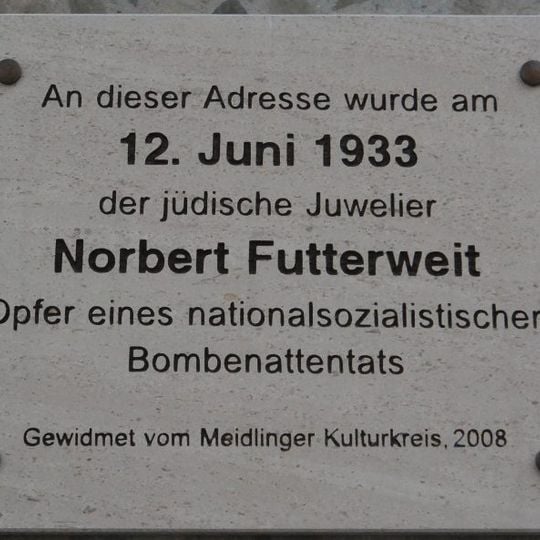 An dieser Adresse wurde am
12. Juni 1933
der jüdische Juwelier
Norbert Futterweit
Opfer eines nationalsozialistischen
Bombenattentats
Gewidmet vom Meidlinger Kulturkreis, 2008